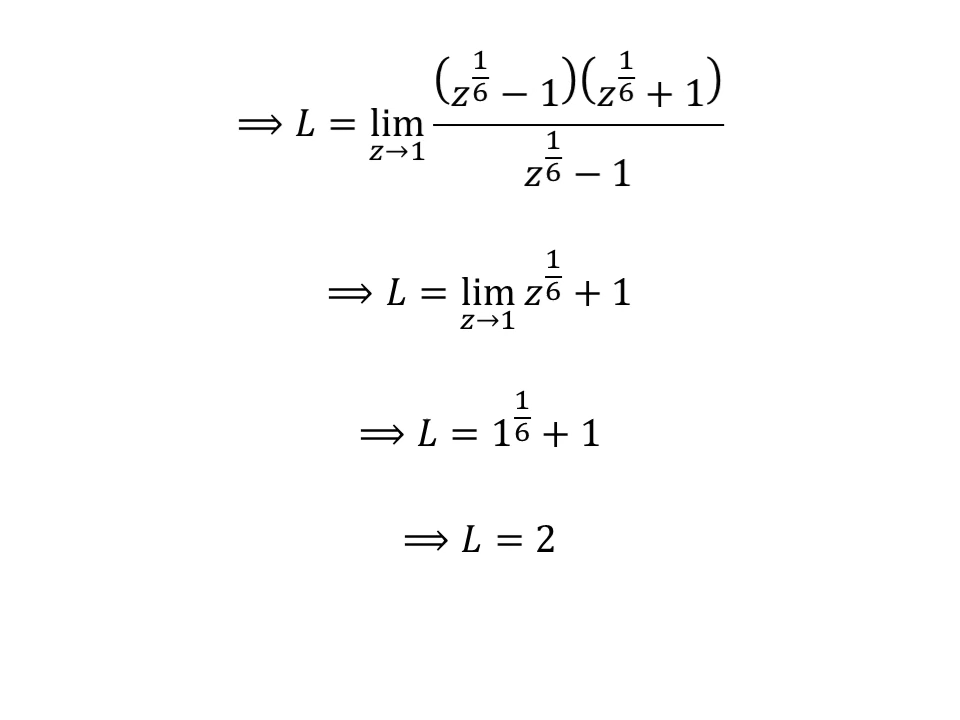 ⟹ L = lim_{z→1} ((z^{1/6} − 1)(z^{1/6} + 1))/(z^{1/6} − 1)
⟹ L = lim_{z→1} z^{1/6} + 1
⟹ L = 1^{1/6} + 1
⟹ L = 2